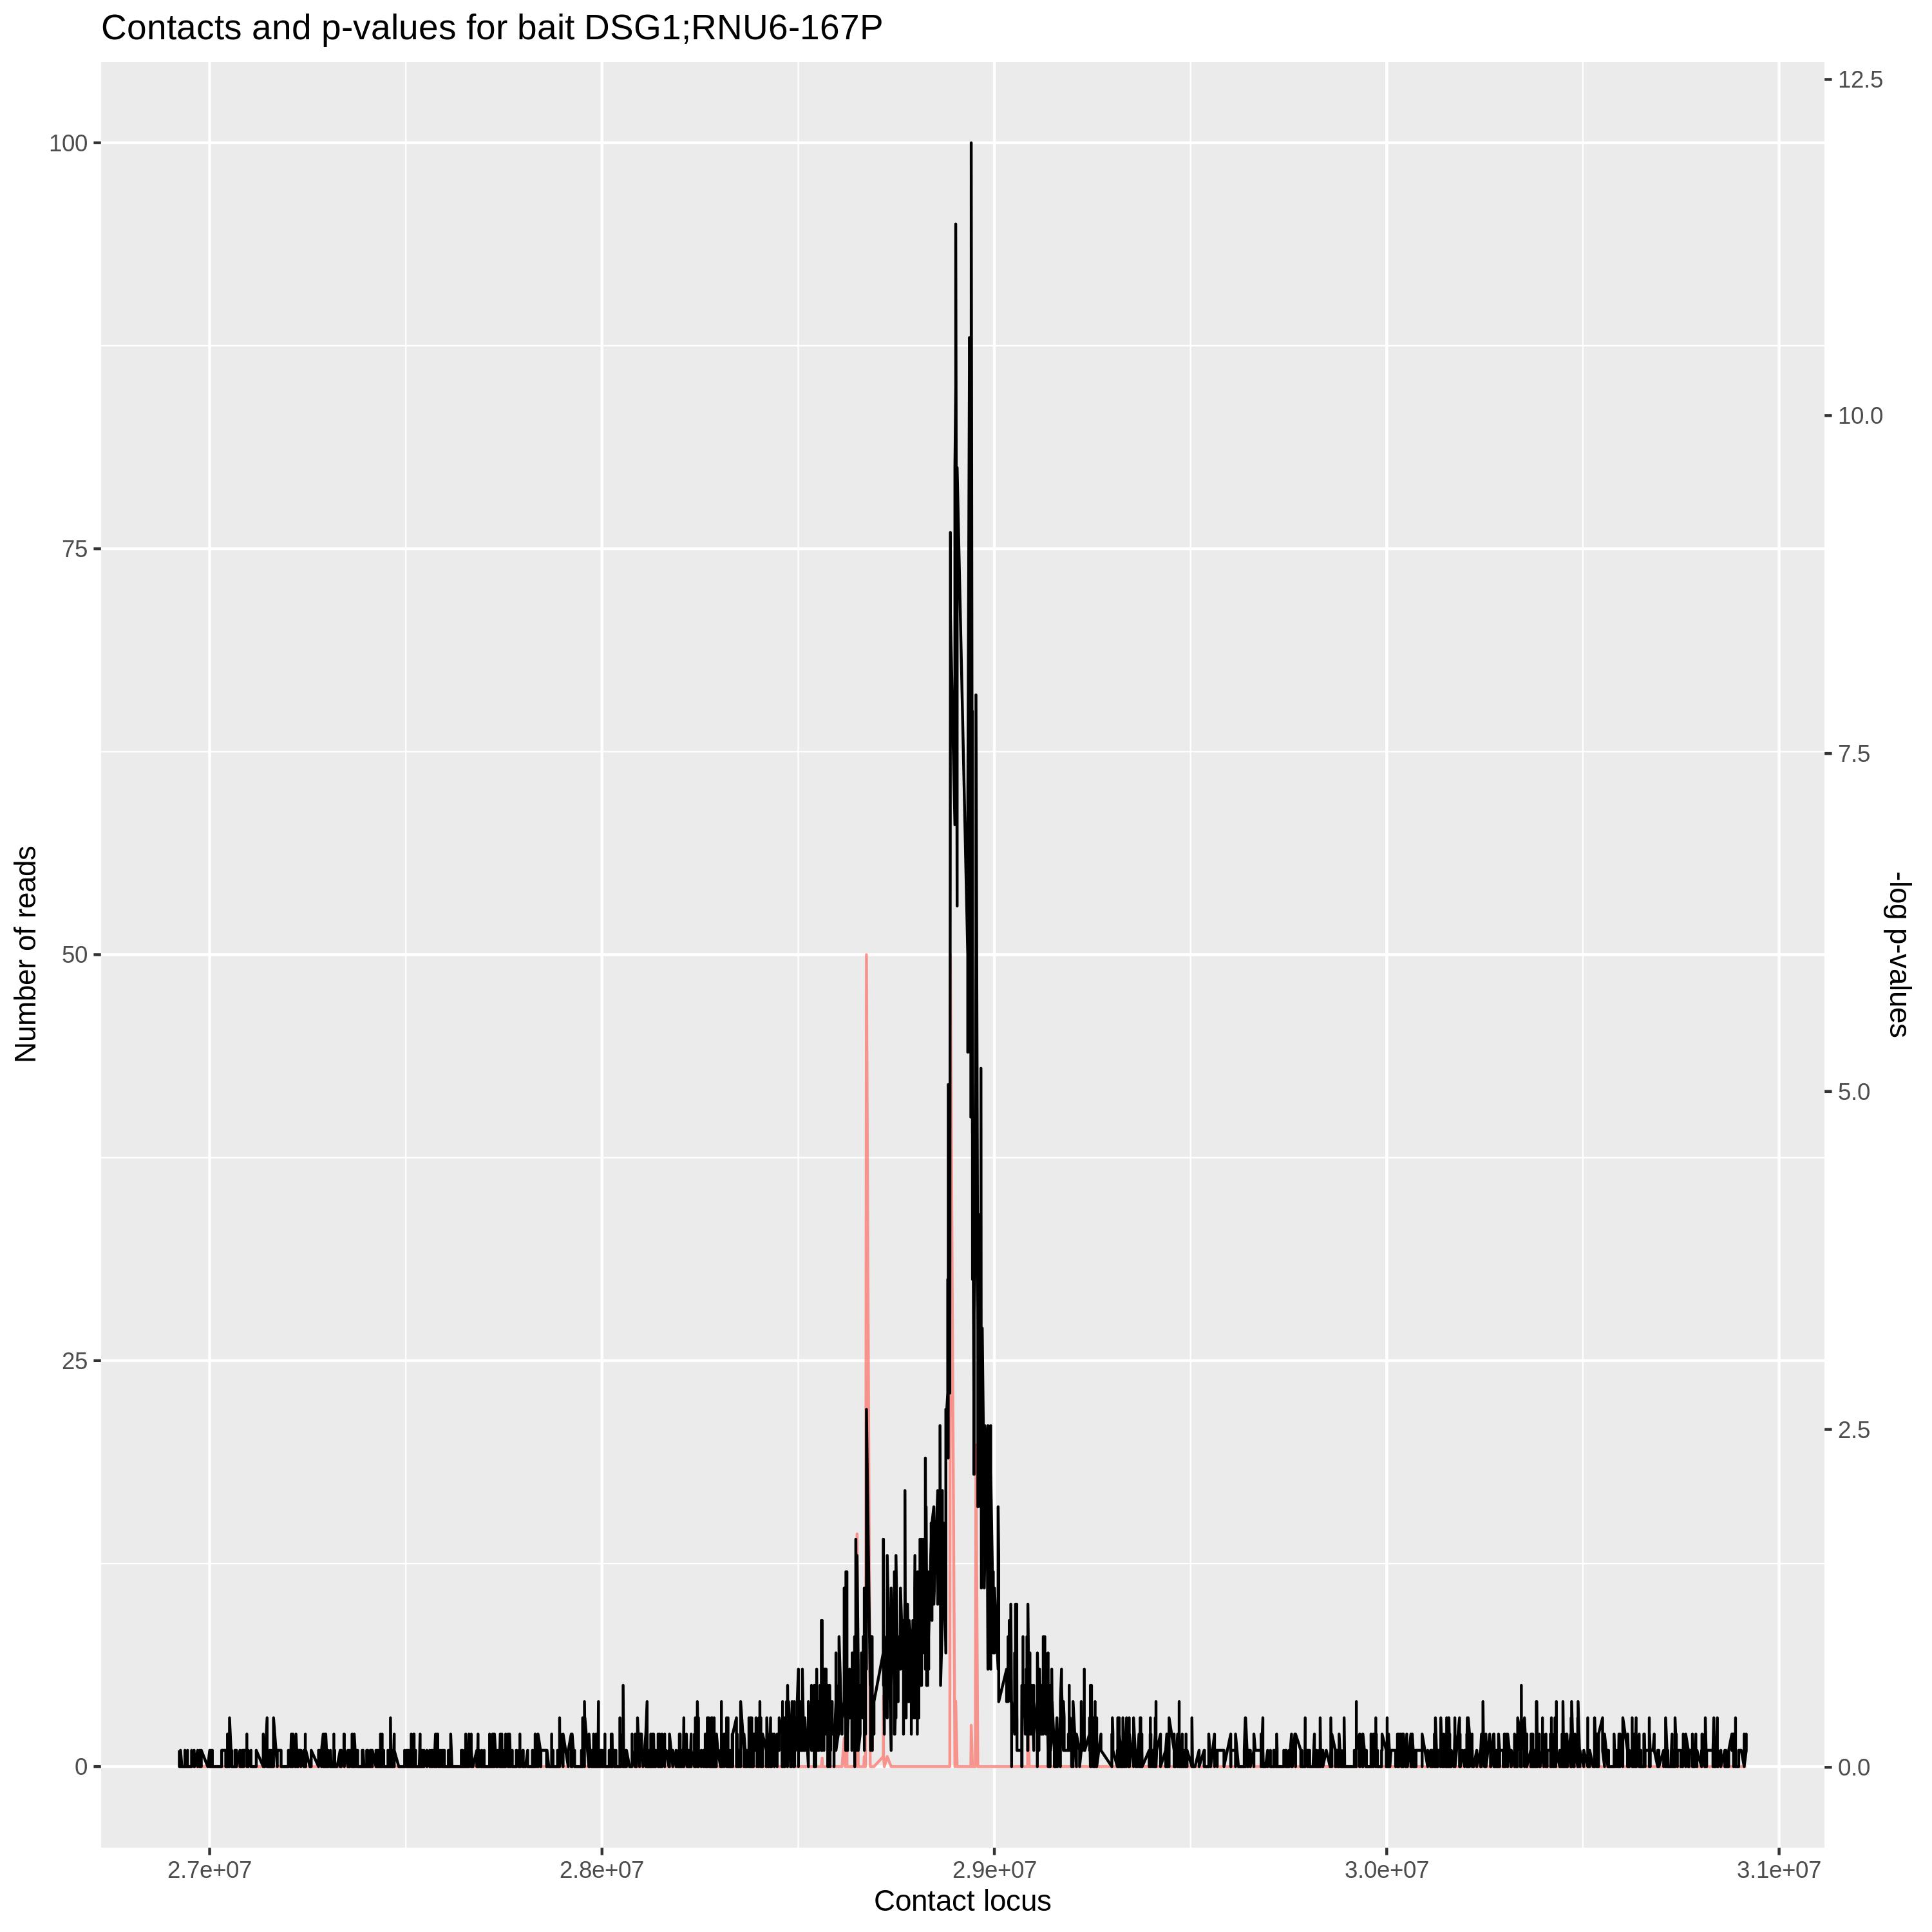 Contacts and p-values for bait DSG1;RNU6-167P
100
75
50
25
0
Number of reads
12.5
10.0
7.5
5.0
2.5
0.0
-log p-values
2.7e+07
2.8e+07
2.9e+07
3.0e+07
3.1e+07
Contact locus